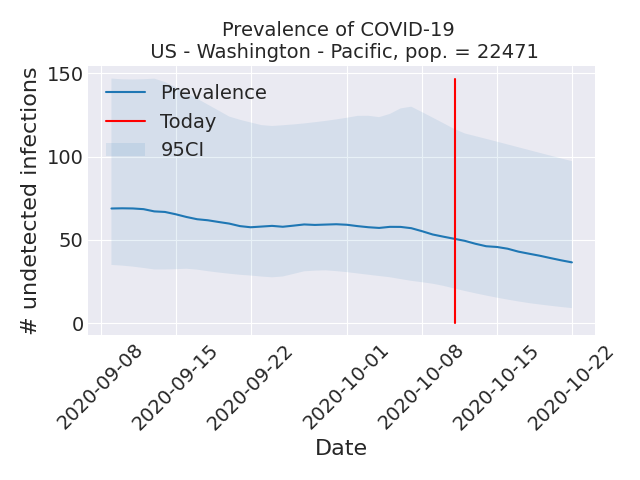 Prevalence of COVID-19
US - Washington - Pacific, pop. = 22471
# undetected infections
150
100
50
0
Prevalence
Today
95CI
2020-09-08
2020-09-15
2020-09-22
2020-10-01
2020-10-08
2020-10-15
2020-10-22
Date